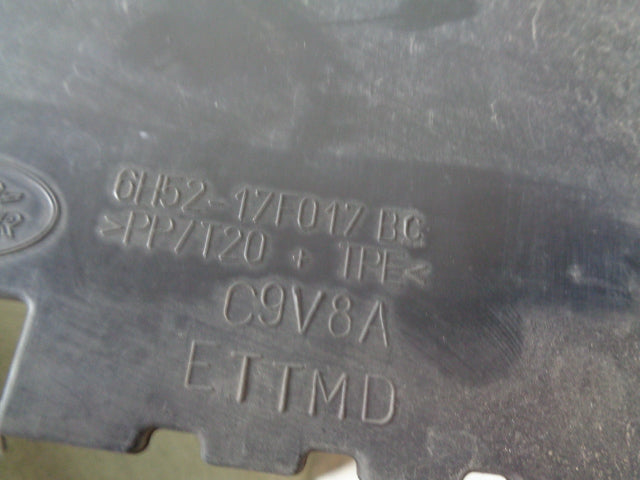 6H52-17F017 BC
>PP/T20 + TPE<
C9V8A
ETTMD